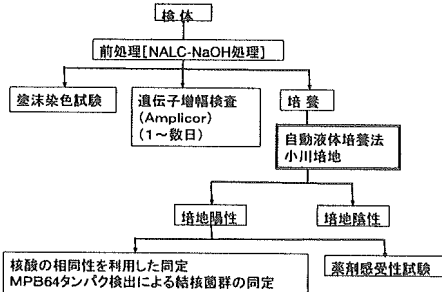 検体
前処理[NALC-NaOH処理]
塗沫染色試験
遺伝子増幅検査
(Amplicor)
(1～数日)
培養
自動液体培養法
小川培地
培地陽性
培地陰性
核酸の相同性を利用した同定
MPB64タンパク検出による結核菌群の同定
薬剤感受性試験